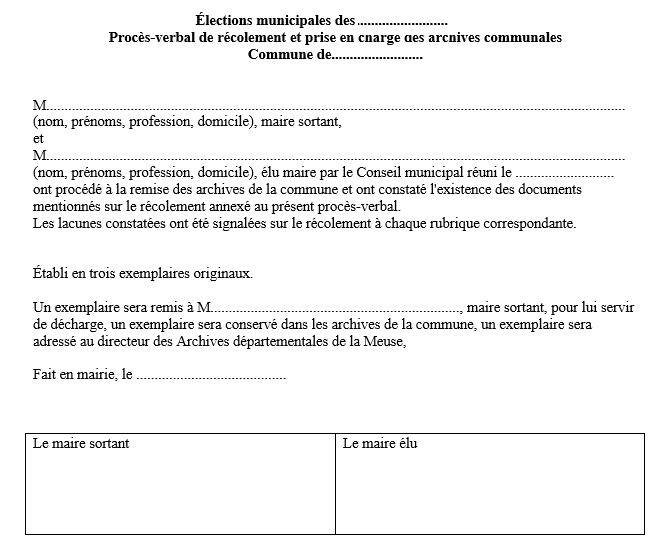 Élections municipales des..........................
Procès-verbal de récolement et prise en charge des archives communales
Commune de..........................
M....................................................................................................................................................................
(nom, prénoms, profession, domicile), maire sortant,
et
M....................................................................................................................................................................
(nom, prénoms, profession, domicile), élu maire par le Conseil municipal réuni le ............................
ont procédé à la remise des archives de la commune et ont constaté l'existence des documents
mentionnés sur le récolement annexé au présent procès-verbal.
Les lacunes constatées ont été signalées sur le récolement à chaque rubrique correspondante.
Établi en trois exemplaires originaux.
Un exemplaire sera remis à M......................................................................., maire sortant, pour lui servir
de décharge, un exemplaire sera conservé dans les archives de la commune, un exemplaire sera
adressé au directeur des Archives départementales de la Meuse,
Fait en mairie, le ...........................................
Le maire sortant
Le maire élu